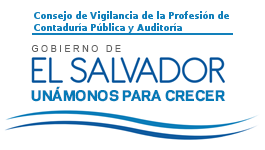 Consejo de Vigilancia de la Profesión de
Contaduría Pública y Auditoría
GOBIERNO DE
EL SALVADOR
UNÁMONOS PARA CRECER